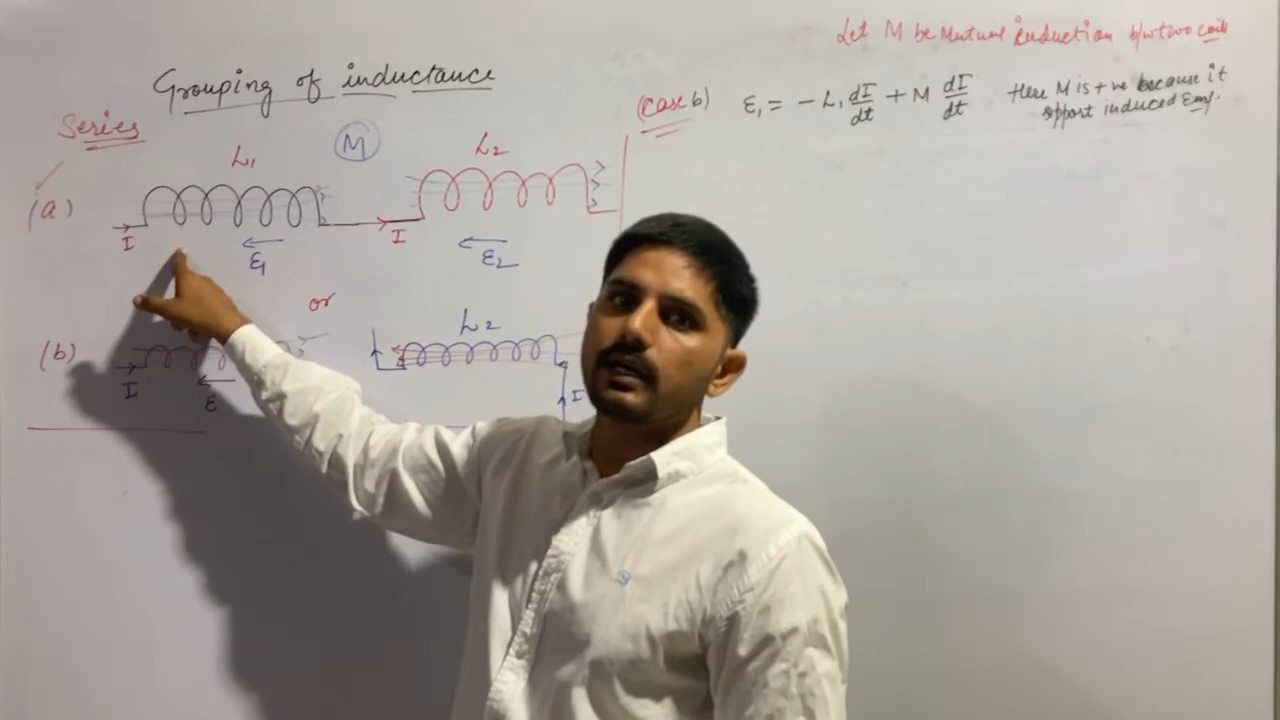 Let M be Mutual induction b/w two coils
Grouping of inductance
(case b) ε₁ = - L₁ dI/dt + M dI/dt Here M is +ve because it
opport induced Emf.
Series
L₁ M L₂
(a)
I I
ε₁ ε₂
or
L₂
(b)
I ε I